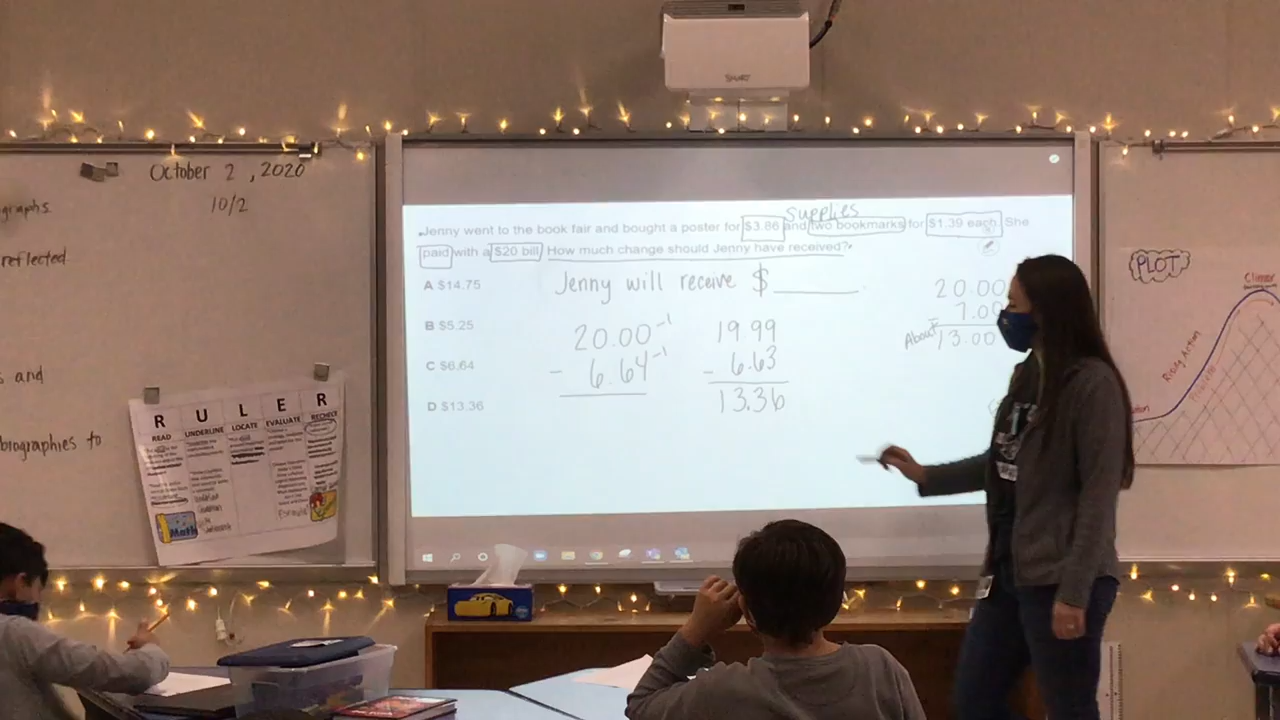 SMART
October 2, 2020
10/2
graphs.
reflected
s and
biographies to
supplies
Jenny went to the book fair and bought a poster for $3.86 and two bookmarks for $1.39 each. She
paid with a $20 bill. How much change should Jenny have received?
A $14.75
B $5.25
C $6.64
D $13.36
Jenny will receive $
20.00 -1
- 6.64 -1
19.99
- 6.63
13.36
20.00
- 7.00
About 13.00
R U L E R
READ UNDERLINE LOCATE EVALUATE RECHECK
Math
PLOT
Climax
Rising Action